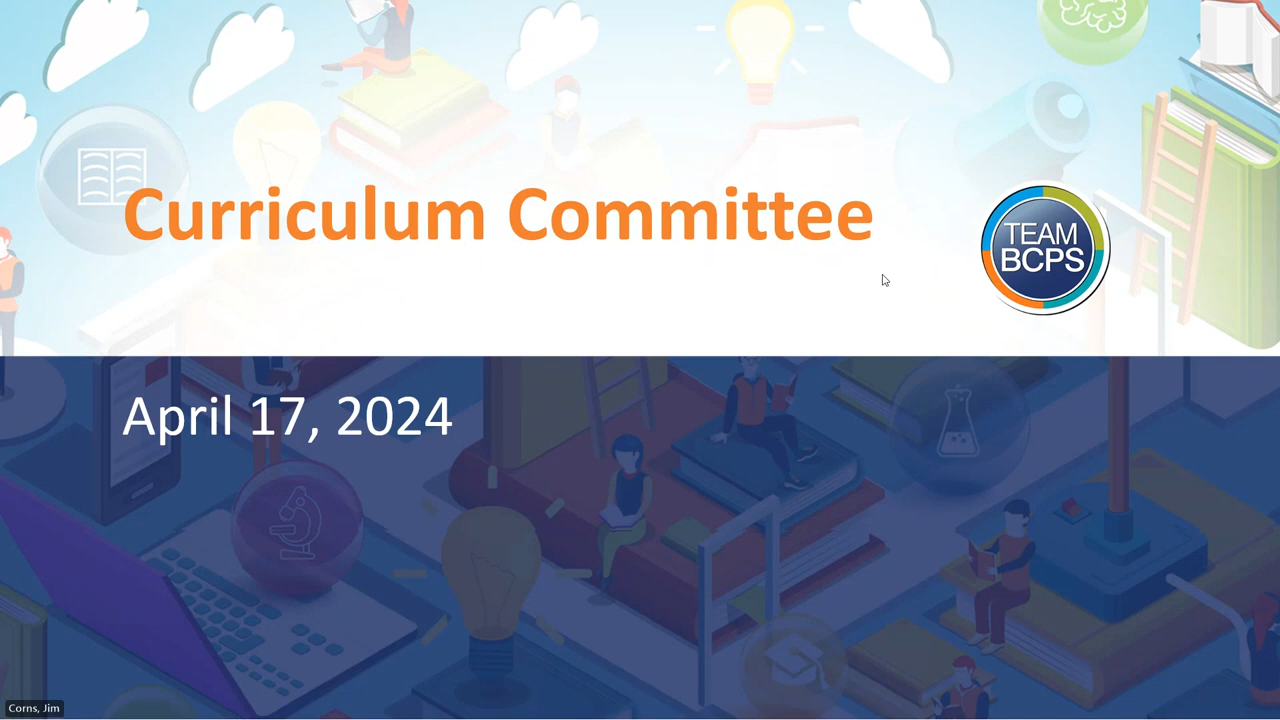 Curriculum Committee
TEAM
BCPS
April 17, 2024
Corns, Jim